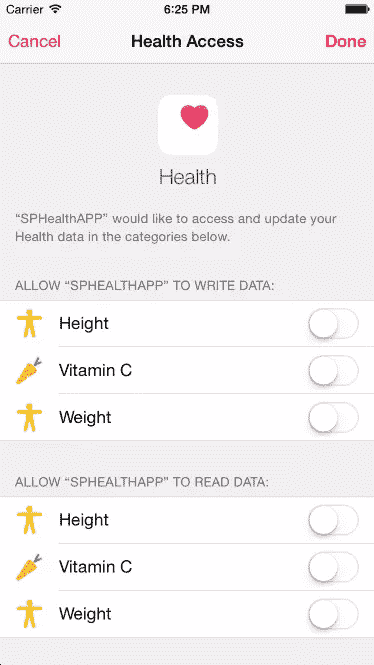 Carrier 6:25 PM
Cancel Health Access Done
Health
“SPHealthAPP” would like to access and update your
Health data in the categories below.
ALLOW “SPHEALTHAPP” TO WRITE DATA:
Height
Vitamin C
Weight
ALLOW “SPHEALTHAPP” TO READ DATA:
Height
Vitamin C
Weight